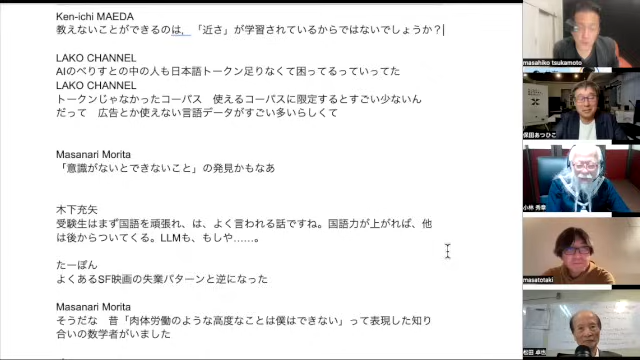 Ken-ichi MAEDA
教えないことができるのは、「近さ」が学習されているからではないでしょうか？
LAKO CHANNEL
AIのべりすとの中の人も日本語トークン足りなくて困ってるっていってた
LAKO CHANNEL
トークンじゃなかったコーパス　使えるコーパスに限定するとすごい少ないん
だって　広告とか使えない言語データがすごい多いらしくて
Masanari Morita
「意識がないとできないこと」の発見かもなあ
木下充矢
受験生はまず国語を頑張れ、は、よく言われる話ですね。国語力が上がれば、他
は後からついてくる。LLMも、もしや……。
たーぽん
よくあるSF映画の失業パターンと逆になった
Masanari Morita
そうだな　昔「肉体労働のような高度なことは僕はできない」って表現した知り
合いの数学者がいました
masahiko tsukamoto
保田あつひこ
小林 秀章
masatotaki
松田 卓也